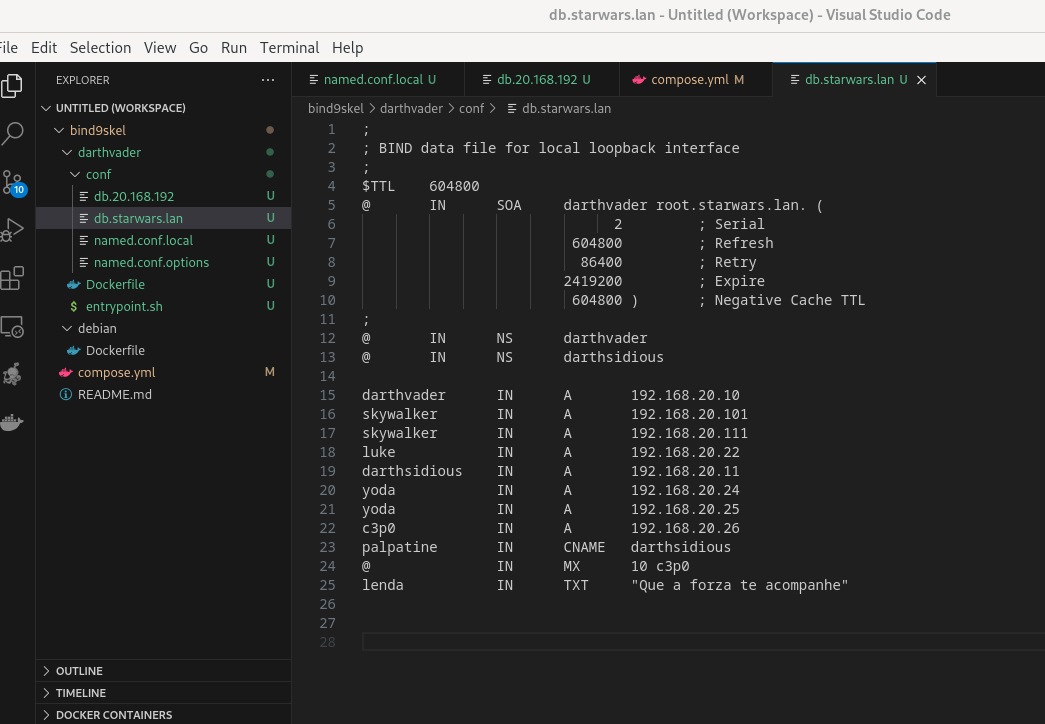 db.starwars.lan - Untitled (Workspace) - Visual Studio Code
File Edit Selection View Go Run Terminal Help
EXPLORER ···
named.conf.local U
db.20.168.192 U
compose.yml M
db.starwars.lan U
UNTITLED (WORKSPACE)
bind9skel > darthvader > conf > db.starwars.lan
bind9skel
darthvader
conf
db.20.168.192 U
db.starwars.lan U
named.conf.local U
named.conf.options U
Dockerfile U
$ entrypoint.sh U
debian
Dockerfile
compose.yml M
README.md
10
OUTLINE
TIMELINE
DOCKER CONTAINERS
1 ;
2 ; BIND data file for local loopback interface
3 ;
4 $TTL 604800
5 @ IN SOA darthvader root.starwars.lan. (
6 2 ; Serial
7 604800 ; Refresh
8 86400 ; Retry
9 2419200 ; Expire
10 604800 ) ; Negative Cache TTL
11 ;
12 @ IN NS darthvader
13 @ IN NS darthsidious
14
15 darthvader IN A 192.168.20.10
16 skywalker IN A 192.168.20.101
17 skywalker IN A 192.168.20.111
18 luke IN A 192.168.20.22
19 darthsidious IN A 192.168.20.11
20 yoda IN A 192.168.20.24
21 yoda IN A 192.168.20.25
22 c3p0 IN A 192.168.20.26
23 palpatine IN CNAME darthsidious
24 @ IN MX 10 c3p0
25 lenda IN TXT "Que a forza te acompanhe"
26
27
28